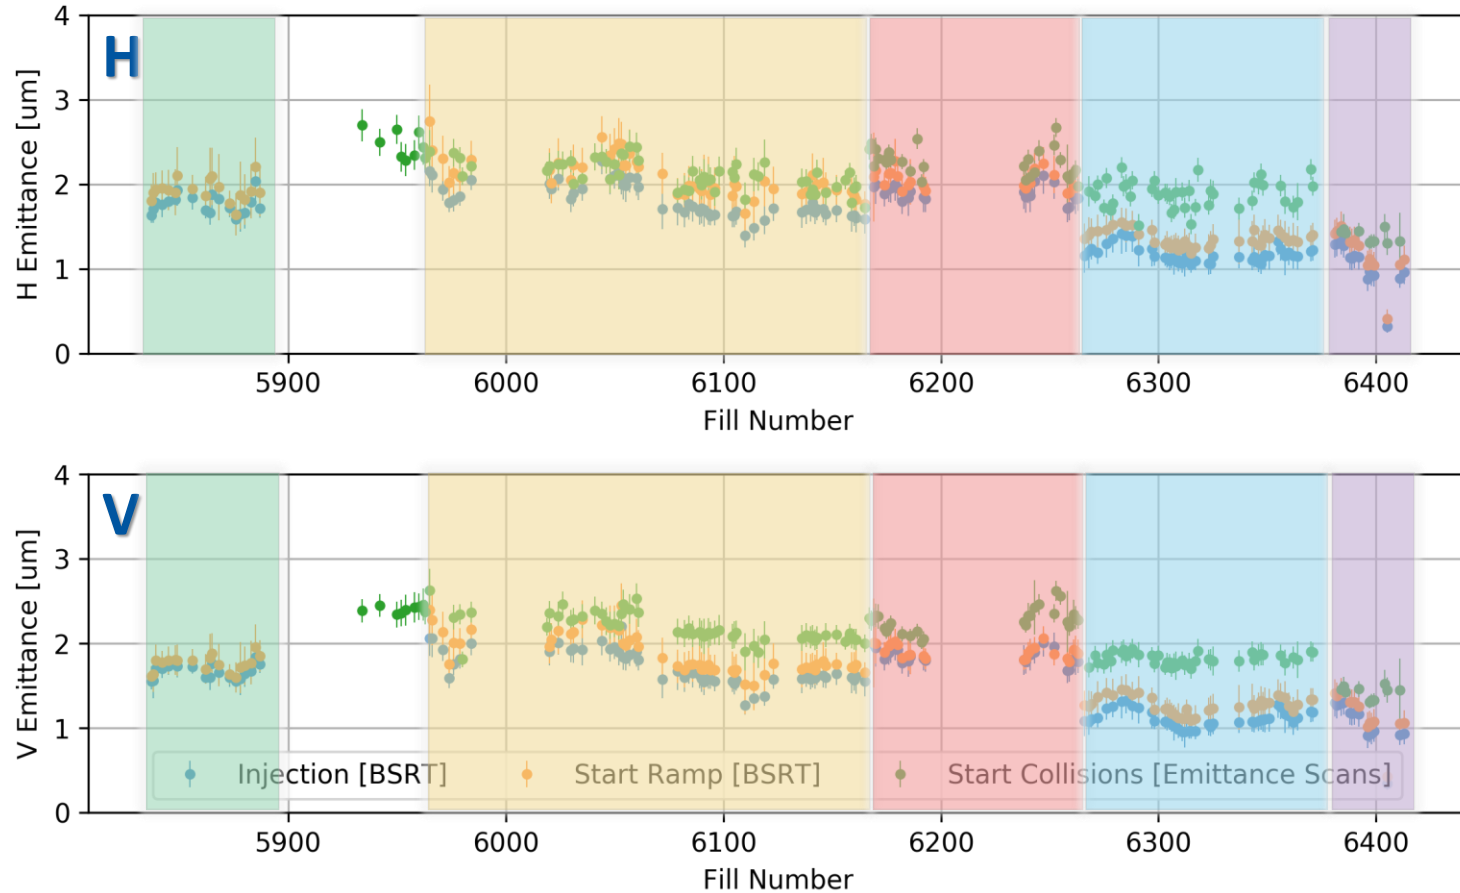 H
4
3
2
1
0
H Emittance [um]
5900 6000 6100 6200 6300 6400
Fill Number
V
4
3
2
1
0
V Emittance [um]
Injection [BSRT] Start Ramp [BSRT] Start Collisions [Emittance Scans]
5900 6000 6100 6200 6300 6400
Fill Number